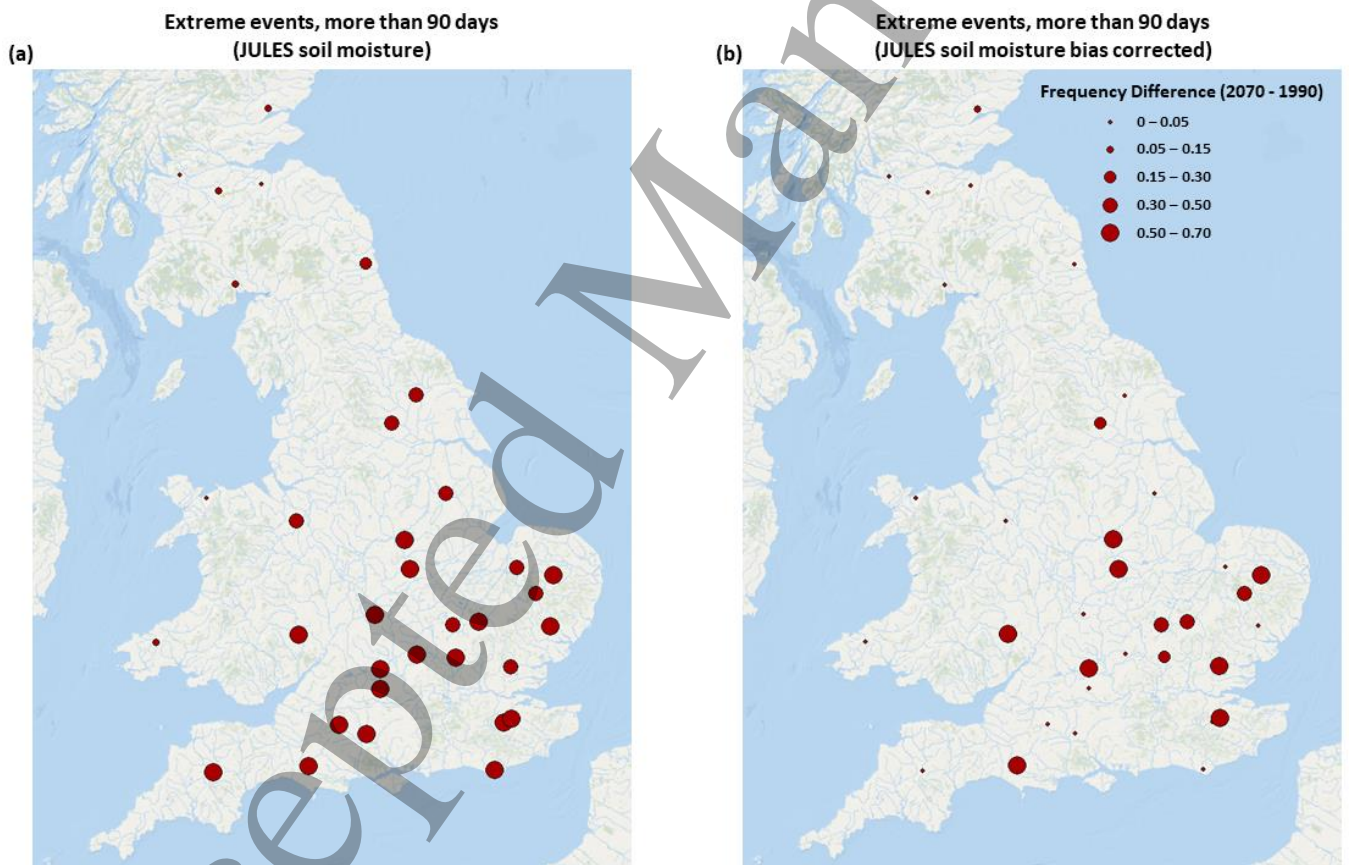 Extreme events, more than 90 days
(JULES soil moisture)
(a)
Extreme events, more than 90 days
(JULES soil moisture bias corrected)
(b)
Frequency Difference (2070 - 1990)
0 – 0.05
0.05 – 0.15
0.15 – 0.30
0.30 – 0.50
0.50 – 0.70
epted Man